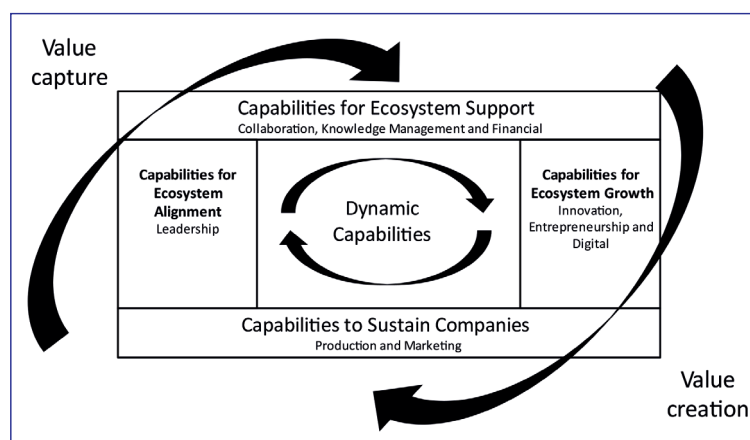 Value
capture
Capabilities for Ecosystem Support
Collaboration, Knowledge Management and Financial
Capabilities for
Ecosystem
Alignment
Leadership
Dynamic
Capabilities
Capabilities for
Ecosystem Growth
Innovation,
Entrepreneurship and
Digital
Capabilities to Sustain Companies
Production and Marketing
Value
creation